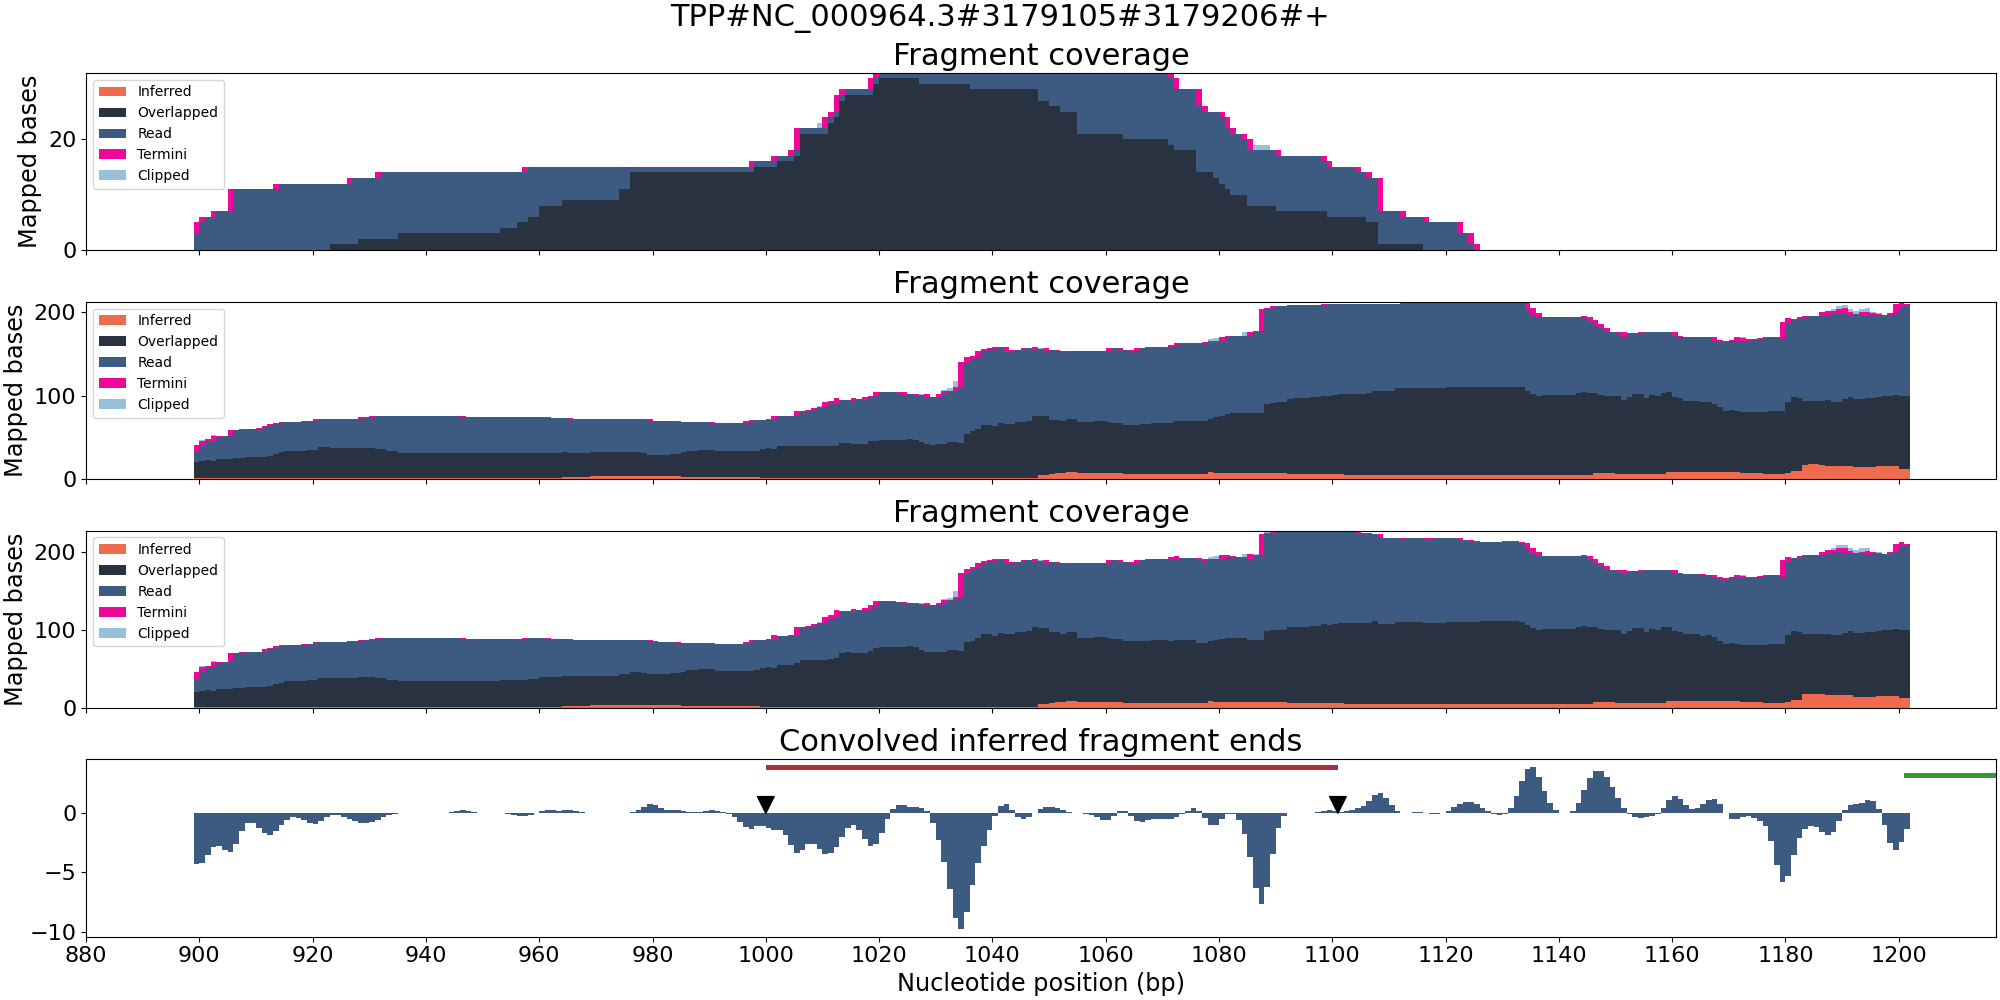 TPP#NC_000964.3#3179105#3179206#+
Fragment coverage
Mapped bases
20
0
Inferred
Overlapped
Read
Termini
Clipped
Fragment coverage
Mapped bases
200
100
0
Inferred
Overlapped
Read
Termini
Clipped
Fragment coverage
Mapped bases
200
100
0
Inferred
Overlapped
Read
Termini
Clipped
Convolved inferred fragment ends
0
−5
−10
880 900 920 940 960 980 1000 1020 1040 1060 1080 1100 1120 1140 1160 1180 1200
Nucleotide position (bp)